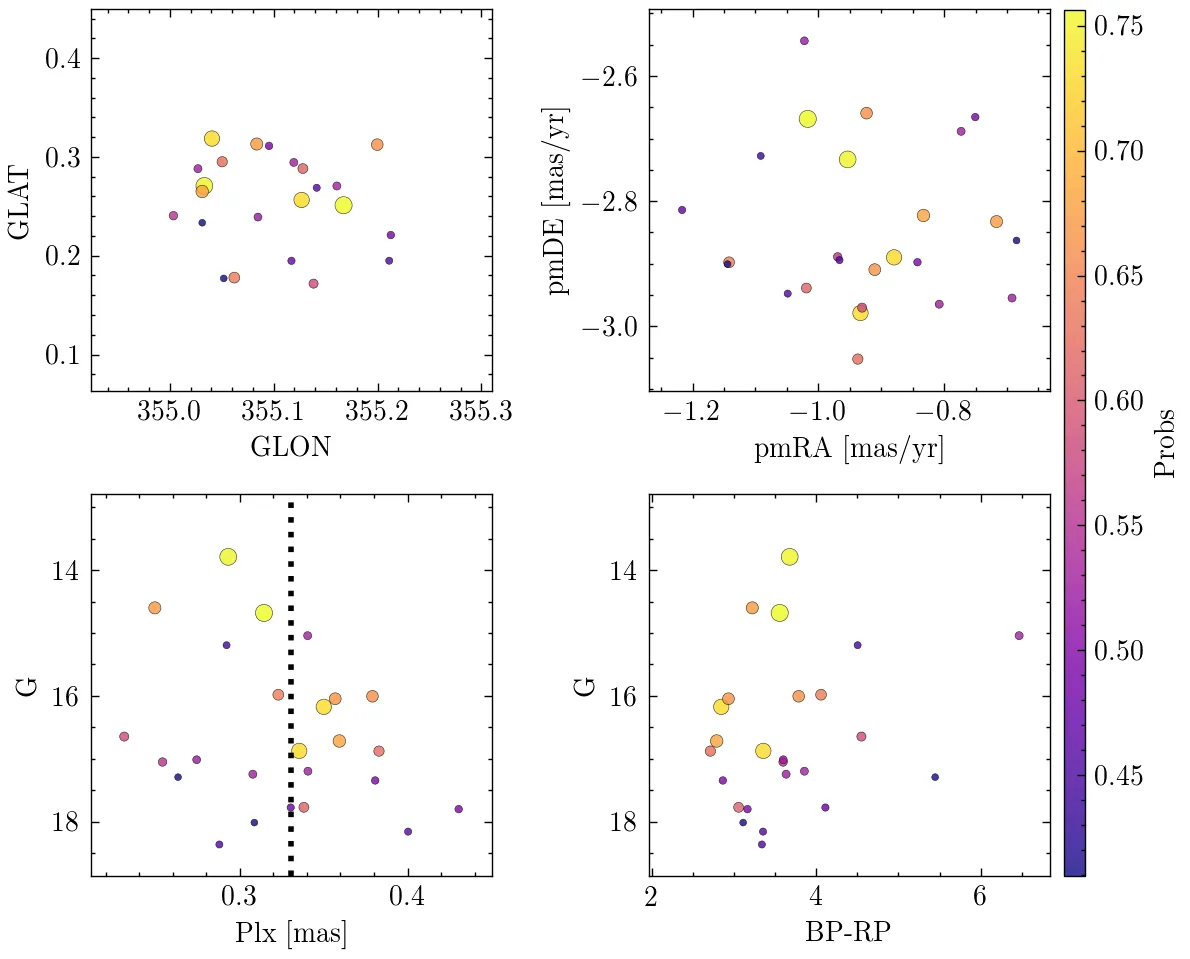 0.4
0.3
0.2
0.1
GLAT
355.0 355.1 355.2 355.3
GLON
−2.6
−2.8
−3.0
pmDE [mas/yr]
−1.2 −1.0 −0.8
pmRA [mas/yr]
14
16
18
G
0.3 0.4
Plx [mas]
14
16
18
G
2 4 6
BP-RP
0.75
0.70
0.65
0.60
0.55
0.50
0.45
Probs